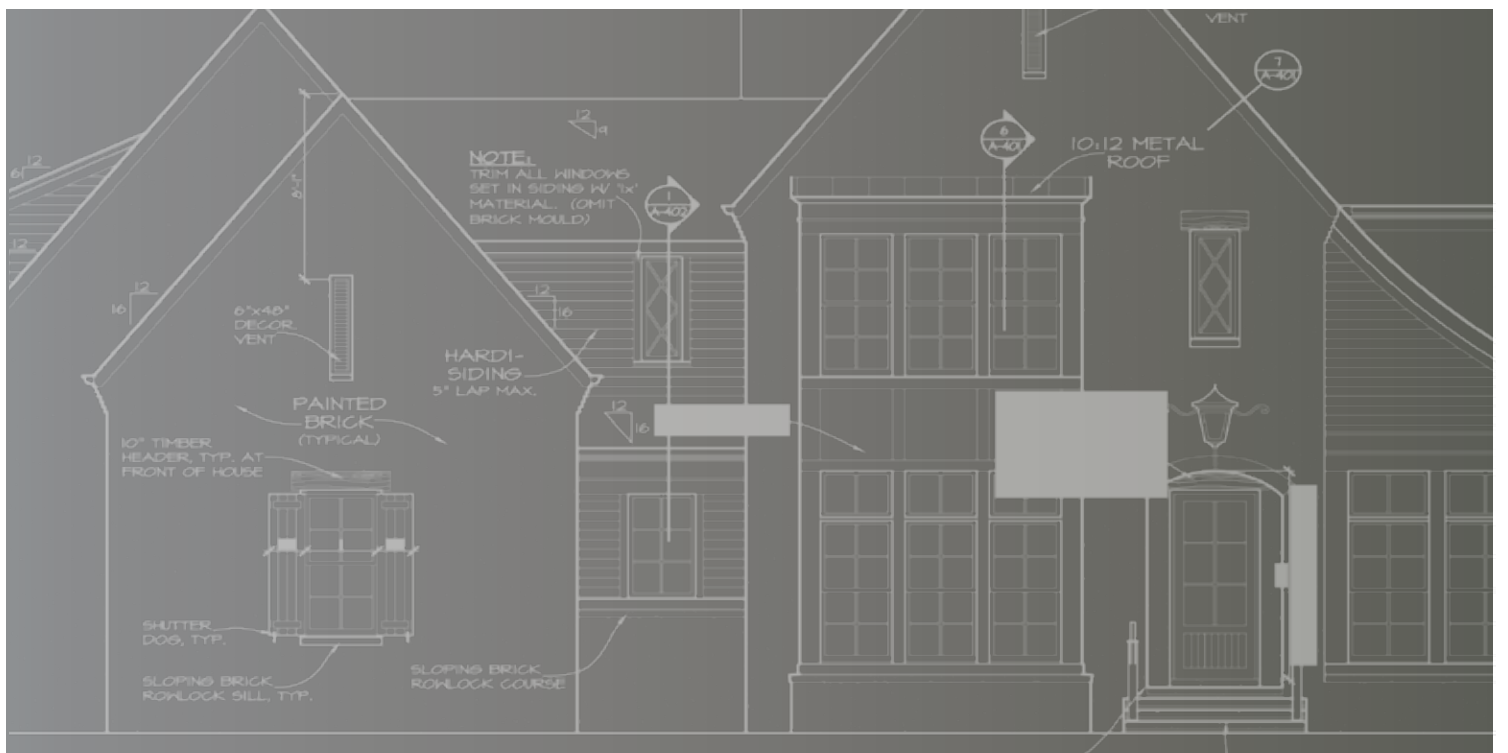 VENT
7
A-401
12
9
6
A-401
10:12 METAL
ROOF
NOTE:
TRIM ALL WINDOWS
SET IN SIDING W/ "1x"
MATERIAL. (OMIT
BRICK MOULD)
12
6
8'-1"
1
A-402
12
12
16
12
16
8"x48"
DECOR
VENT
HARDI-
SIDING
5" LAP MAX.
PAINTED
BRICK
(TYPICAL)
12
16
10" TIMBER
HEADER, TYP. AT
FRONT OF HOUSE
SHUTTER
DOG, TYP.
SLOPING BRICK
ROWLOCK SILL, TYP.
SLOPING BRICK
ROWLOCK COURSE